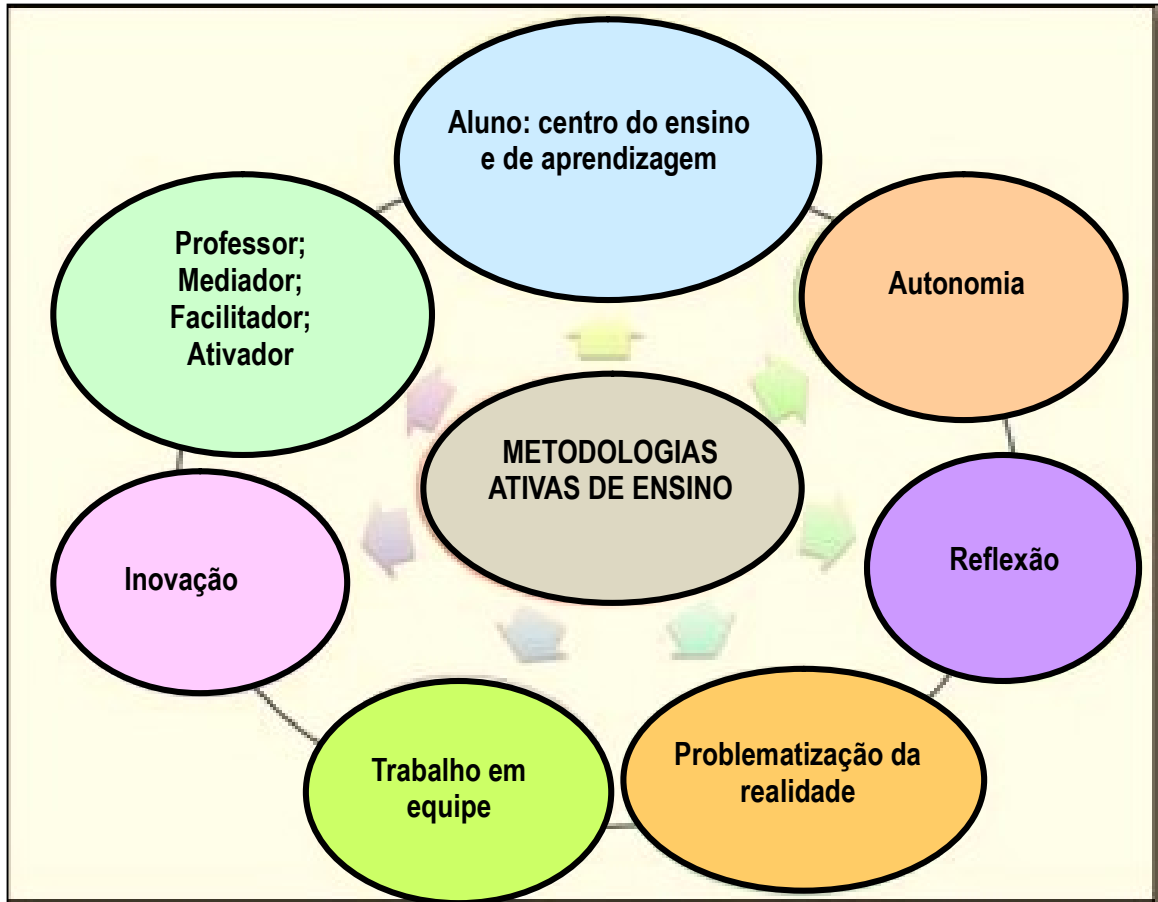 Aluno: centro do ensino
e de aprendizagem
Autonomia
Reflexão
Problematização da
realidade
Trabalho em
equipe
Inovação
Professor;
Mediador;
Facilitador;
Ativador
METODOLOGIAS
ATIVAS DE ENSINO